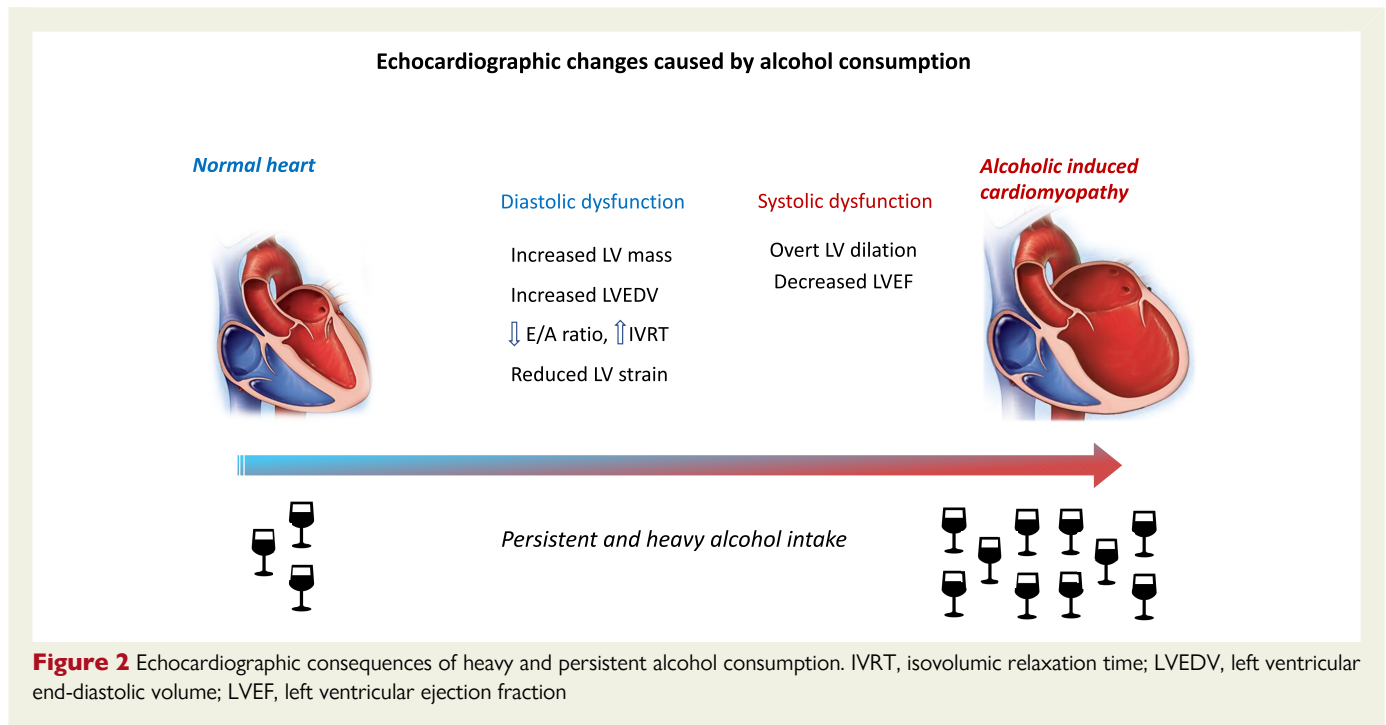 Echocardiographic changes caused by alcohol consumption
Normal heart
Alcoholic induced
cardiomyopathy
Diastolic dysfunction
Systolic dysfunction
Increased LV mass
Overt LV dilation
Increased LVEDV
Decreased LVEF
⇩ E/A ratio, ⇧IVRT
Reduced LV strain
Persistent and heavy alcohol intake
Figure 2 Echocardiographic consequences of heavy and persistent alcohol consumption. IVRT, isovolumic relaxation time; LVEDV, left ventricular
end-diastolic volume; LVEF, left ventricular ejection fraction